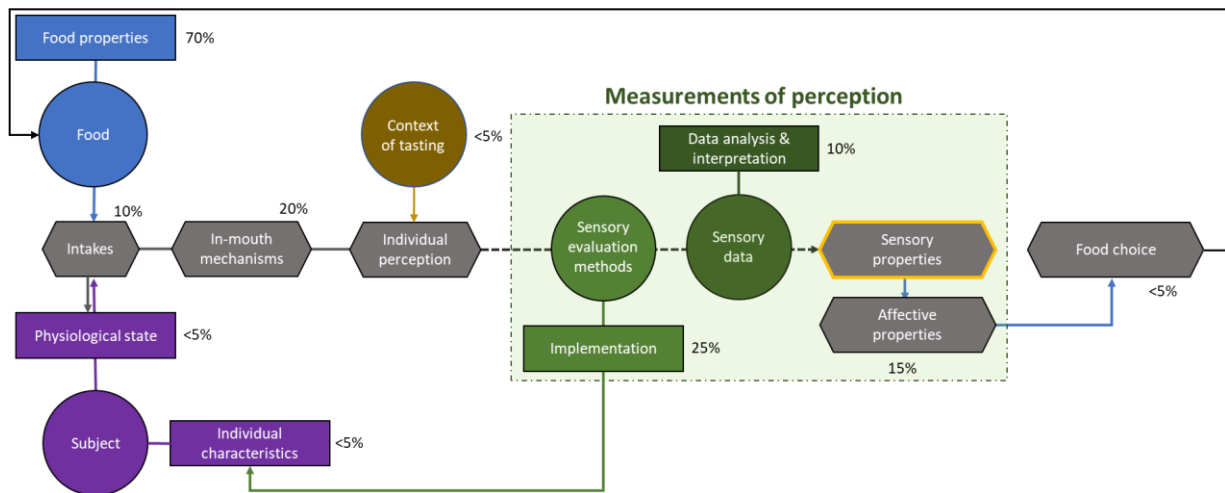 Food properties
70%
Food
Context
of tasting
<5%
Measurements of perception
Data analysis &
interpretation
10%
Intakes
10%
In-mouth
mechanisms
20%
Individual
perception
Sensory
evaluation
methods
Sensory
data
Sensory
properties
Food choice
<5%
Affective
properties
15%
Physiological state
<5%
Implementation
25%
Subject
Individual
characteristics
<5%